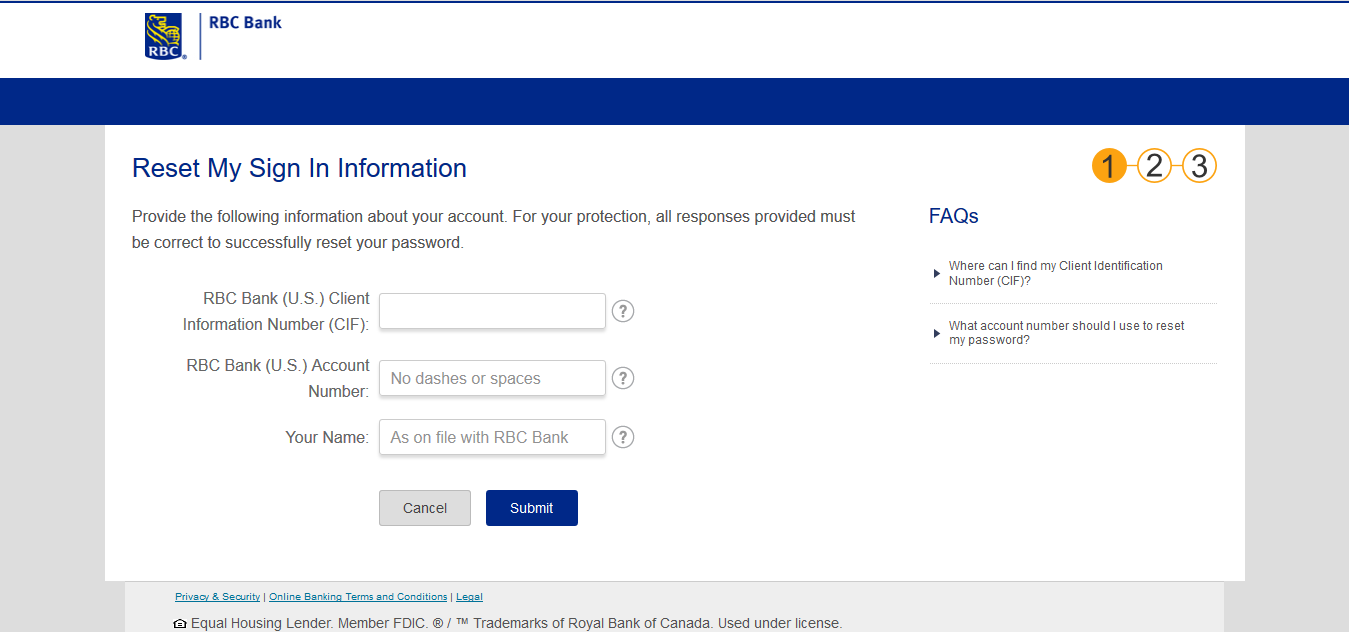 RBC Bank
RBC®
Reset My Sign In Information
1 2 3
Provide the following information about your account. For your protection, all responses provided must
be correct to successfully reset your password.
RBC Bank (U.S.) Client
Information Number (CIF):
?
RBC Bank (U.S.) Account
Number:
No dashes or spaces
?
Your Name:
As on file with RBC Bank
?
Cancel
Submit
FAQs
Where can I find my Client Identification
Number (CIF)?
What account number should I use to reset
my password?
Privacy & Security | Online Banking Terms and Conditions | Legal
Equal Housing Lender. Member FDIC. ® / ™ Trademarks of Royal Bank of Canada. Used under license.